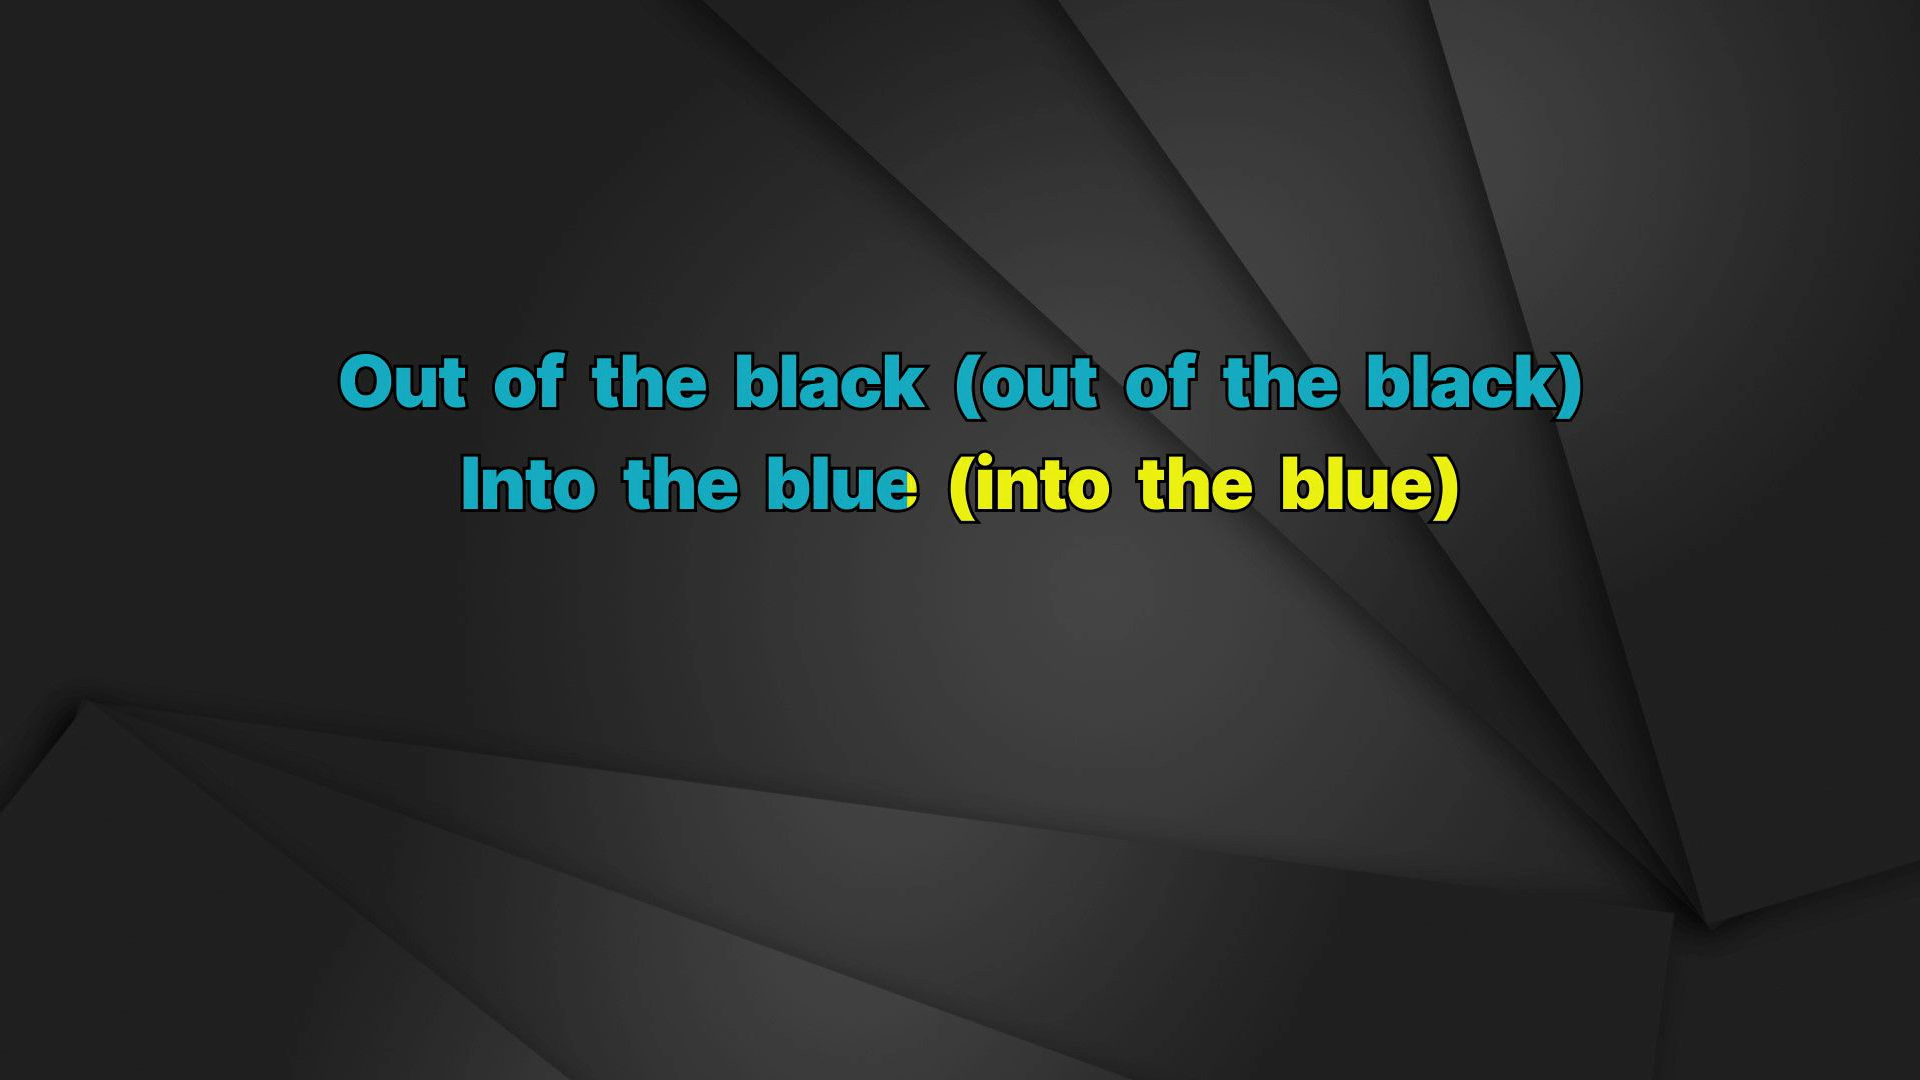 Out of the black (out of the black)
Into the blue (into the blue)